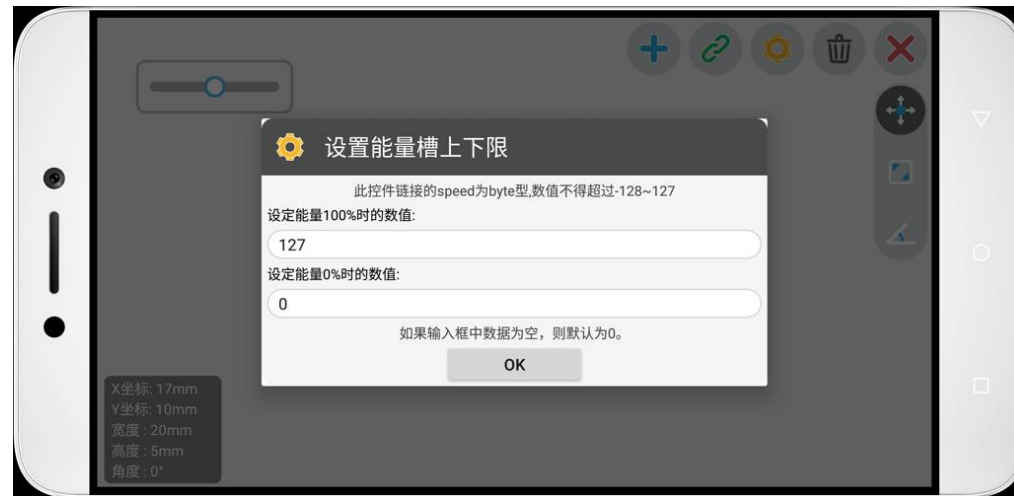 设置能量槽上下限
此控件链接的speed为byte型,数值不得超过-128~127
设定能量100%时的数值:
127
设定能量0%时的数值:
0
如果输入框中数据为空，则默认为0。
OK
X坐标: 17mm
Y坐标: 10mm
宽度 : 20mm
高度 : 5mm
角度 : 0°